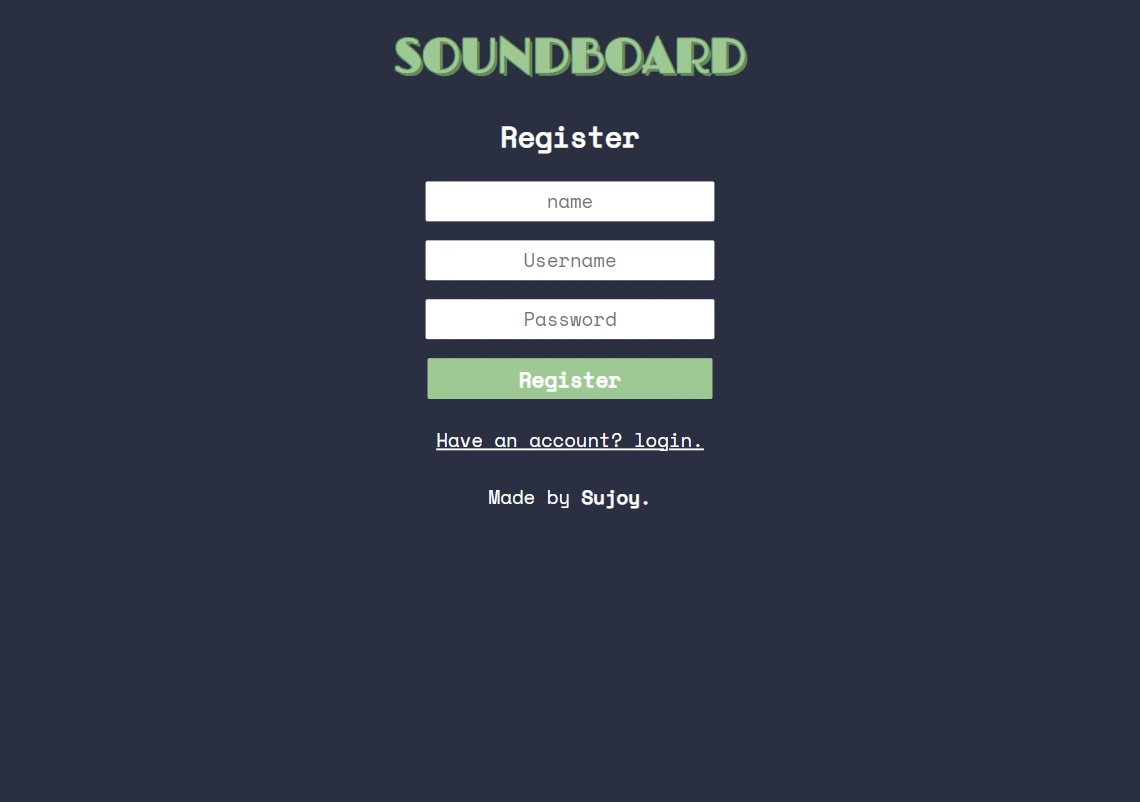 SOUNDBOARD
Register
name
Username
Password
Register
Have an account? login.
Made by Sujoy.